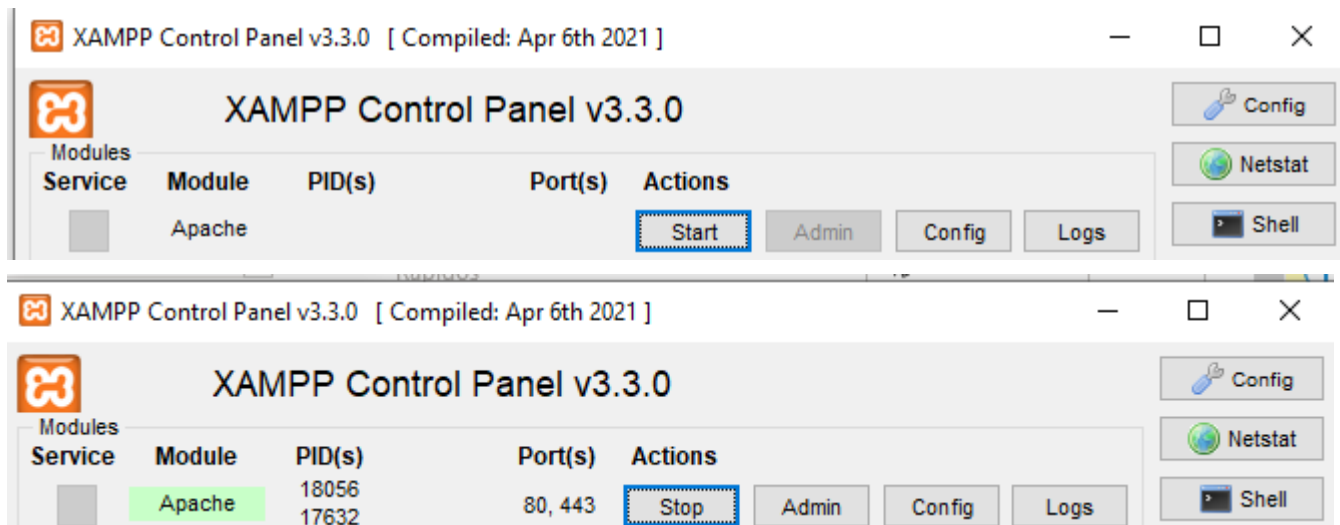 XAMPP Control Panel v3.3.0 [ Compiled: Apr 6th 2021 ]
XAMPP Control Panel v3.3.0
Config
Modules
Netstat
Service Module PID(s) Port(s) Actions
Apache Start Admin Config Logs
Shell
XAMPP Control Panel v3.3.0 [ Compiled: Apr 6th 2021 ]
XAMPP Control Panel v3.3.0
Config
Modules
Netstat
Service Module PID(s) Port(s) Actions
Apache 18056 80, 443 Stop Admin Config Logs
17632
Shell